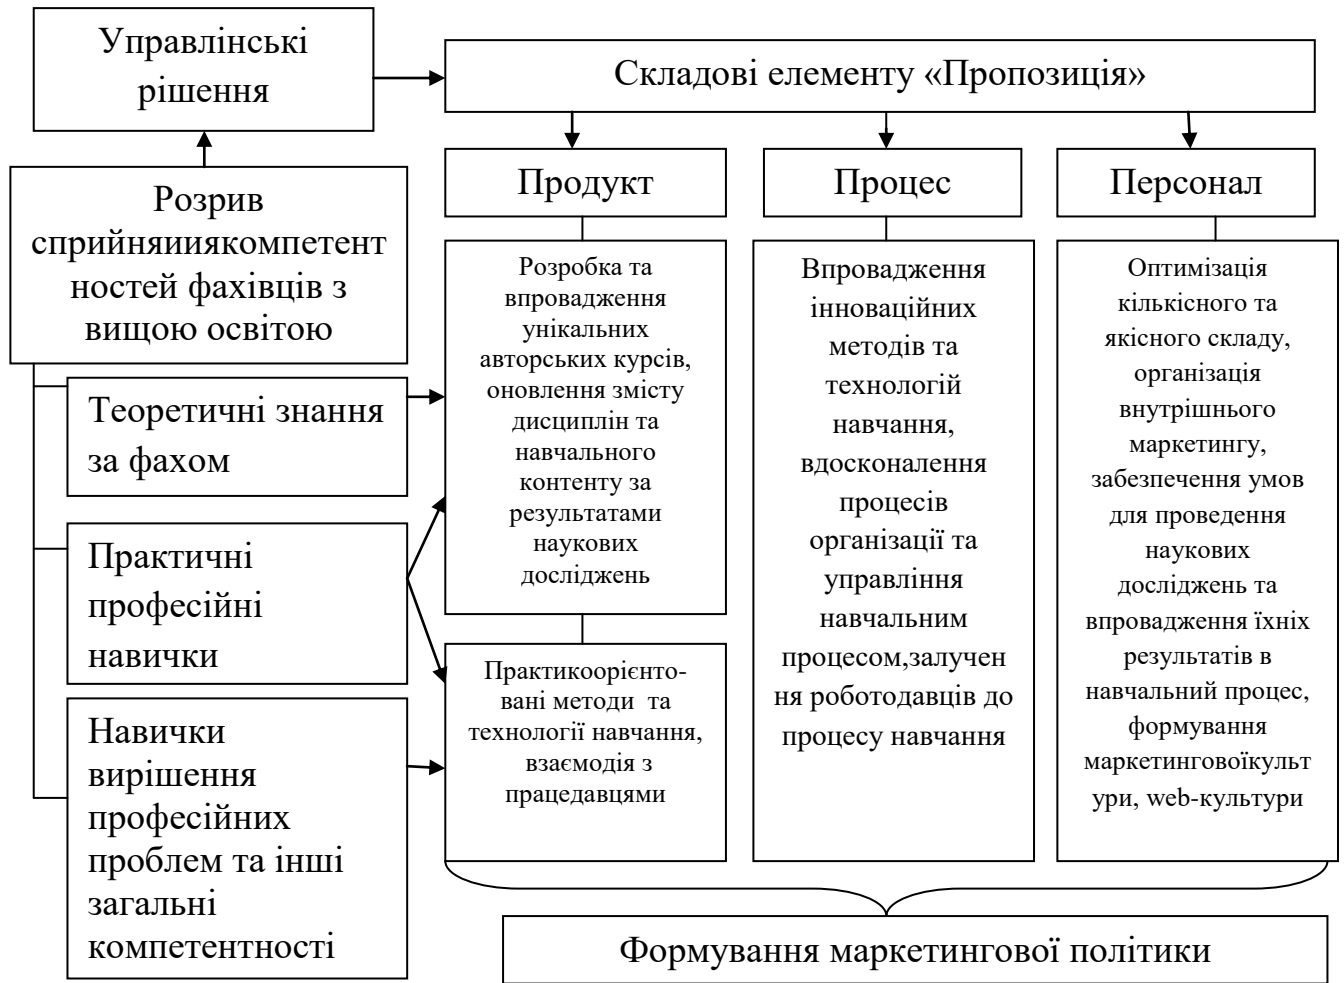 Управлінські
рішення
Складові елементу «Пропозиція»
Розрив
сприйняиияkомпетент
ностей фахівців з
вищою освітою
Теоретичні знання
за фахом
Практичні
професійні
навички
Навички
вирішення
професійних
проблем та інші
загальні
компетентності
Продукт
Розробка та
впровадження
унікальних
авторських курсів,
оновлення змісту
дисциплін та
навчального
контенту за
результатами
наукових
досліджень
Практикоорієнто-
вані методи та
технології навчання,
взаємодія з
працедавцями
Процес
Впровадження
інноваційних
методів та
технологій
навчання,
вдосконалення
процесів
організації та
управління
навчальним
процесом,залучен
ня роботодавців до
процесу навчання
Персонал
Оптимізація
кількісного та
якісного складу,
організація
внутрішнього
маркетингу,
забезпечення умов
для проведення
наукових
досліджень та
впровадження їхніх
результатів в
навчальний процес,
формування
маркетинговоїкульт
ури, web-культури
Формування маркетингової політики